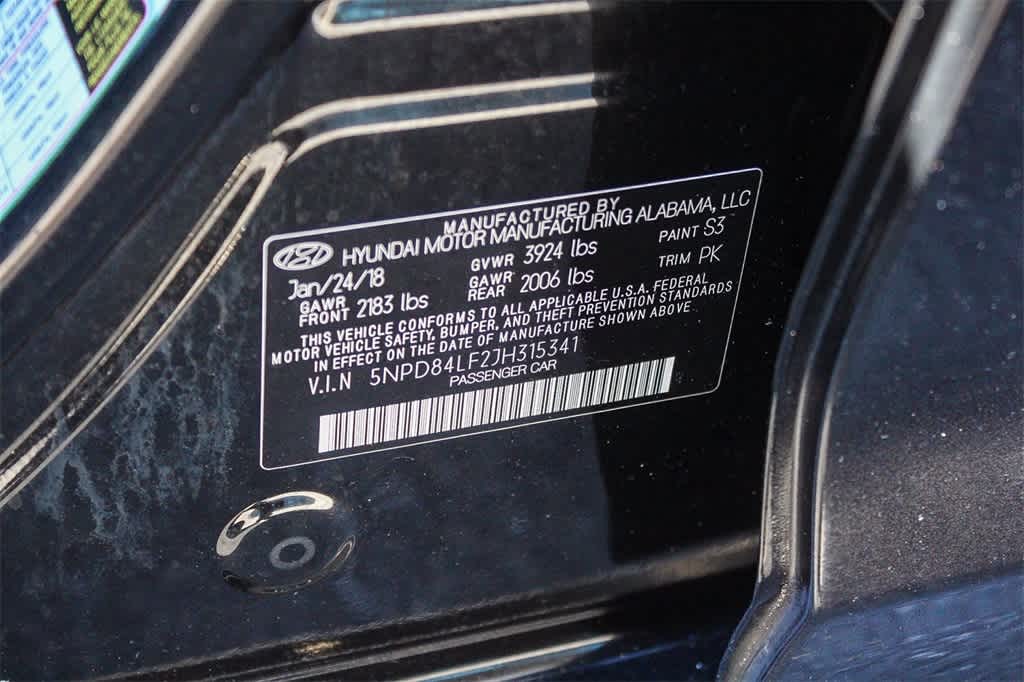 MANUFACTURED BY
HYUNDAI MOTOR MANUFACTURING ALABAMA, LLC
Jan/24/18 GVWR 3924 lbs PAINT S3
GAWR FRONT 2183 lbs GAWR REAR 2006 lbs TRIM PK
THIS VEHICLE CONFORMS TO ALL APPLICABLE U.S.A. FEDERAL
MOTOR VEHICLE SAFETY, BUMPER, AND THEFT PREVENTION STANDARDS
IN EFFECT ON THE DATE OF MANUFACTURE SHOWN ABOVE
V.I.N 5NPD84LF2JH315341
PASSENGER CAR